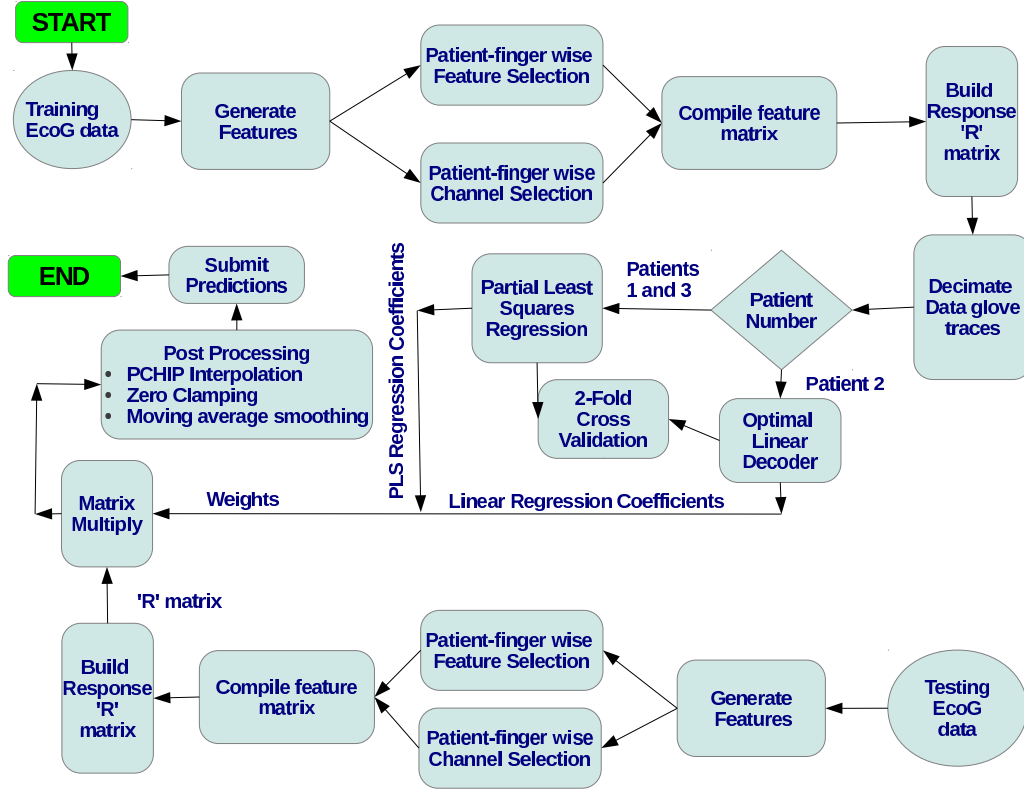 START
Training
EcoG data
Generate
Features
Patient-finger wise
Feature Selection
Patient-finger wise
Channel Selection
Compile feature
matrix
Build
Response
'R'
matrix
Decimate
Data glove
traces
Patient
Number
Patients
1 and 3
Patient 2
Partial Least
Squares
Regression
2-Fold
Cross
Validation
Optimal
Linear
Decoder
PLS Regression Coefficients
Linear Regression Coefficients
Weights
Matrix
Multiply
Post Processing
• PCHIP Interpolation
• Zero Clamping
• Moving average smoothing
Submit
Predictions
END
'R' matrix
Build
Response
'R'
matrix
Compile feature
matrix
Patient-finger wise
Feature Selection
Patient-finger wise
Channel Selection
Generate
Features
Testing
EcoG
data